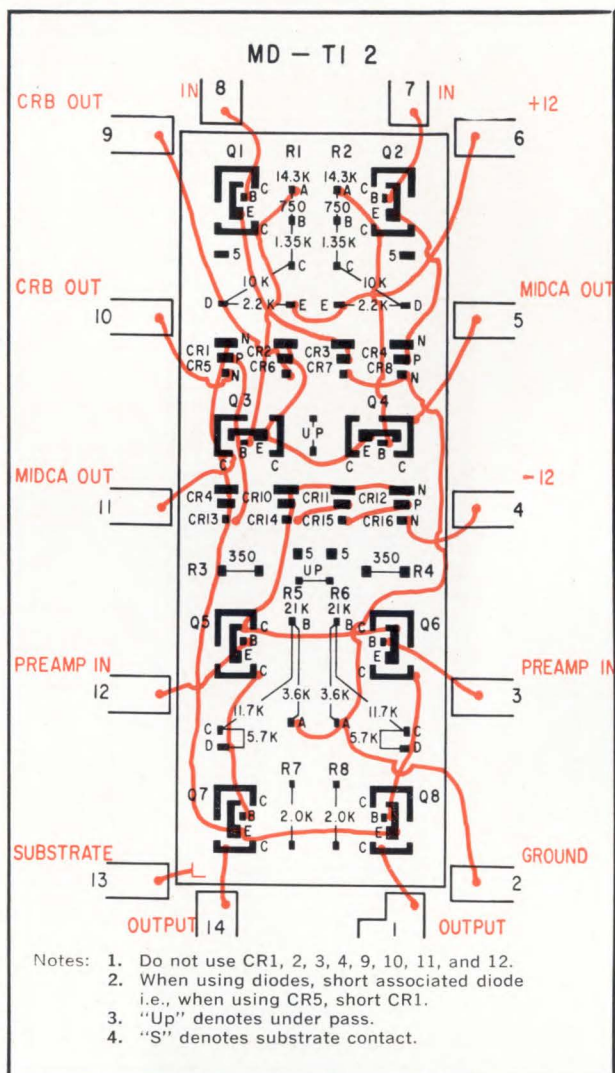 MD – TI 2
8 IN
7 IN
CRB OUT
9
+12
6
Q1 R1 R2 Q2
14.3K 14.3K
C A A C
B 750 750 B
E B B E
C 1.35K 1.35K C
5 5
C C
10K 10K
D 2.2K E E 2.2K D
CRB OUT
10
MIDCA OUT
5
CR1 N CR2 CR3 CR4 N
CR5 P CR6 CR7 CR8 P
N N
Q3 Q4
UP
B E E B
C C C C
MIDCA OUT
11
-12
4
CR4 CR10 CR11 CR12 N
P
CR13 CR14 CR15 CR16 N
5 5
350 350
R3 UP R4
R5 R6
21K 21K
Q5 C B B C Q6
B B
E E
C C
PREAMP IN
12
PREAMP IN
3
3.6K 3.6K
11.7K 11.7K
C A A C
D 5.7K 5.7K D
R7 R8
Q7 C C Q8
B 2.0K 2.0K B
E E
C C
SUBSTRATE
13
GROUND
2
OUTPUT 14
1 OUTPUT
Notes: 1. Do not use CR1, 2, 3, 4, 9, 10, 11, and 12.
2. When using diodes, short associated diode
i.e., when using CR5, short CR1.
3. "Up" denotes under pass.
4. "S" denotes substrate contact.